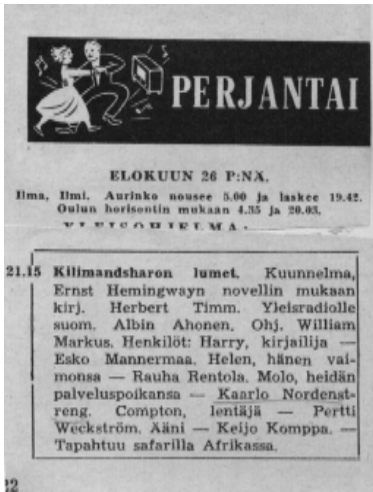 PERJANTAI
ELOKUUN 26 P:NÄ.
Ilma, Ilmi. Aurinko nousee 5.00 ja laskee 19.42.
Oulun horisontin mukaan 4.35 ja 20.03.
YLEISOHJELMA:
21.15 Kilimandsharon lumet. Kuunnelma,
Ernst Hemingwayn novellin mukaan
kirj. Herbert Timm. Yleisradiolle
suom. Albin Ahonen. Ohj. William
Markus. Henkilöt: Harry, kirjailija —
Esko Mannermaa. Helen, hänen vai-
monsa — Rauha Rentola. Molo, heidän
palveluspoikansa — Kaarlo Nordenst-
reng. Compton, lentäjä — Pertti
Weckström. Ääni — Keijo Komppa. —
Tapahtuu safarilla Afrikassa.
22